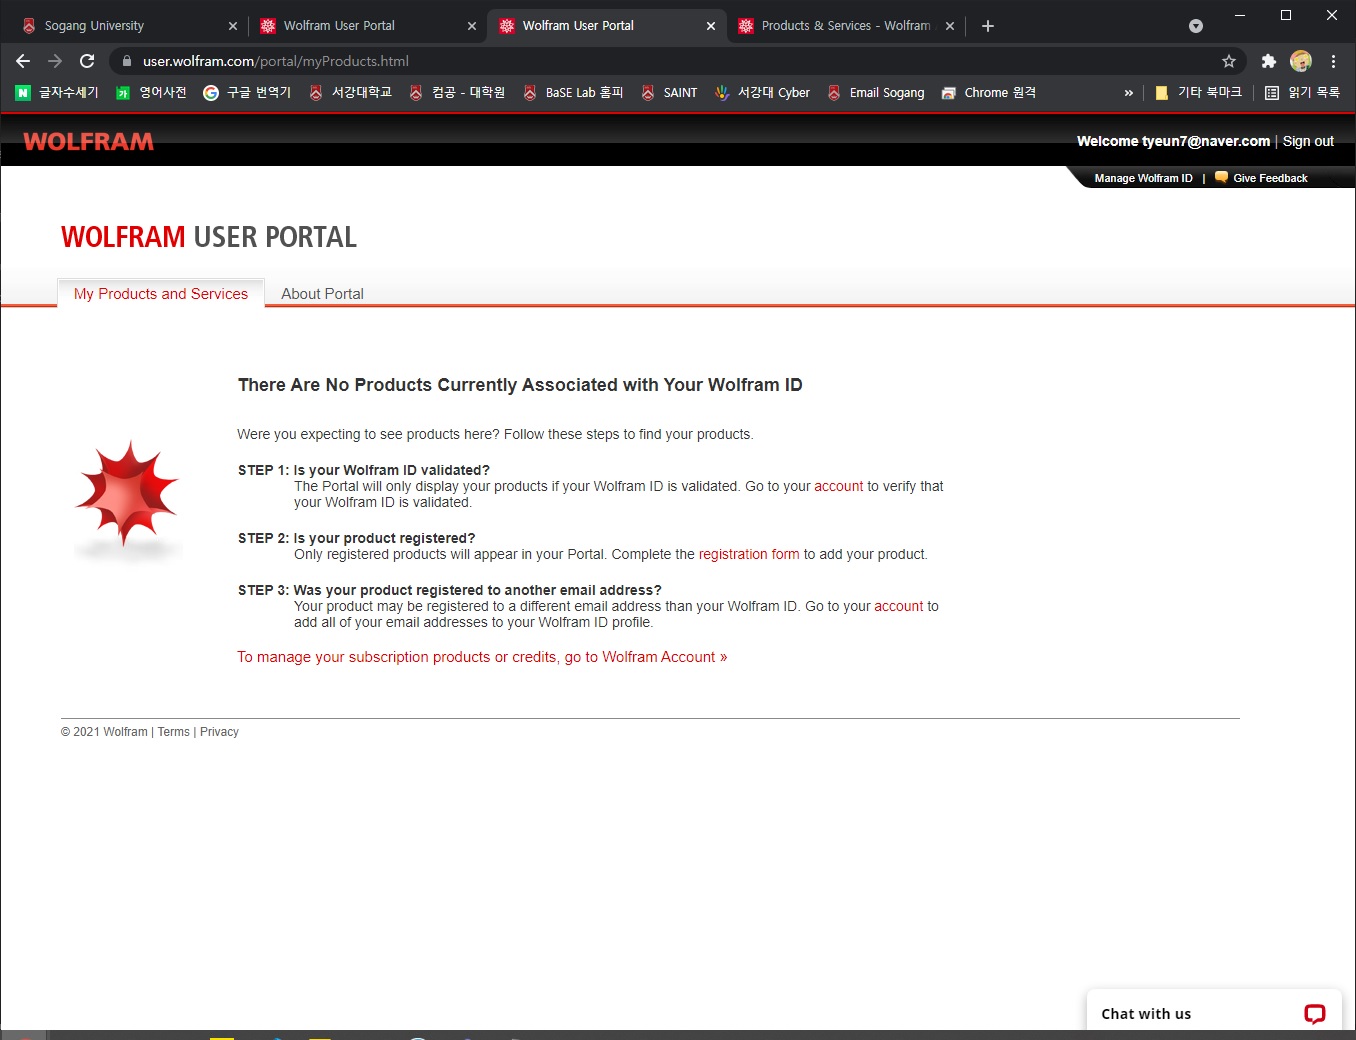 Sogang University
Wolfram User Portal
Wolfram User Portal
Products & Services - Wolfram
user.wolfram.com/portal/myProducts.html
글자수세기
영어사전
구글 번역기
서강대학교
컴공 - 대학원
BaSE Lab 홈피
SAINT
서강대 Cyber
Email Sogang
Chrome 원격
»
기타 북마크
읽기 목록
WOLFRAM
Welcome tyeun7@naver.com | Sign out
Manage Wolfram ID | Give Feedback
WOLFRAM USER PORTAL
My Products and Services
About Portal
There Are No Products Currently Associated with Your Wolfram ID
Were you expecting to see products here? Follow these steps to find your products.
STEP 1: Is your Wolfram ID validated?
The Portal will only display your products if your Wolfram ID is validated. Go to your account to verify that
your Wolfram ID is validated.
STEP 2: Is your product registered?
Only registered products will appear in your Portal. Complete the registration form to add your product.
STEP 3: Was your product registered to another email address?
Your product may be registered to a different email address than your Wolfram ID. Go to your account to
add all of your email addresses to your Wolfram ID profile.
To manage your subscription products or credits, go to Wolfram Account »
© 2021 Wolfram | Terms | Privacy
Chat with us